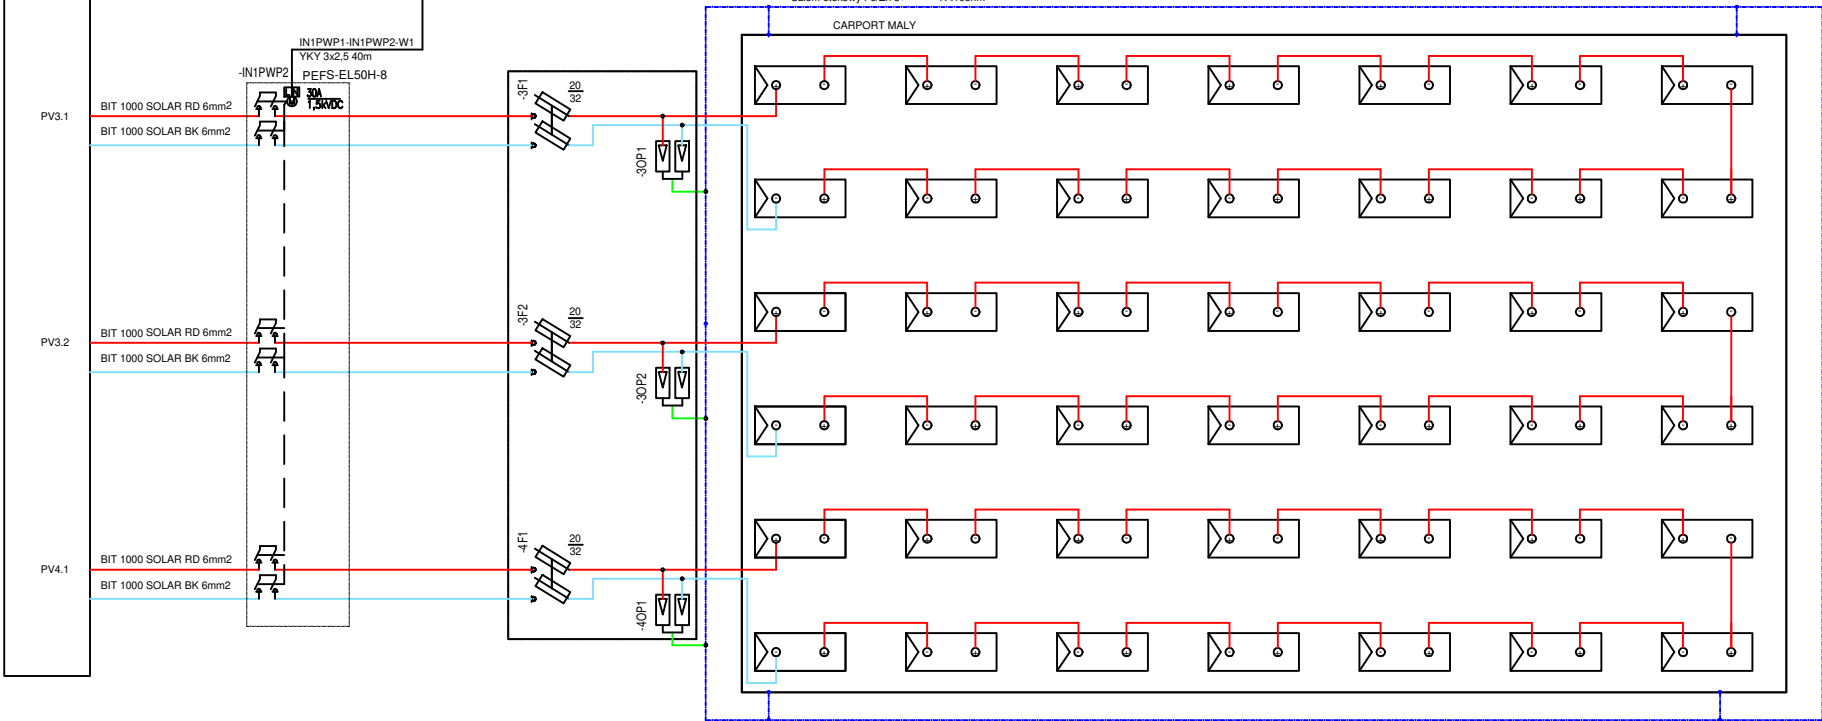 CARPORT MALY
IN1PWP1-IN1PWP2-W1
YKY 3x2,5 40m
-IN1PWP2
PEFS-EL50H-8
30A
1,5kVDC
PV3.1
BIT 1000 SOLAR RD 6mm2
BIT 1000 SOLAR BK 6mm2
-3F1
20
32
-3OP1
PV3.2
BIT 1000 SOLAR RD 6mm2
BIT 1000 SOLAR BK 6mm2
-3F2
20
32
-3OP2
PV4.1
BIT 1000 SOLAR RD 6mm2
BIT 1000 SOLAR BK 6mm2
-4F1
20
32
-4OP1